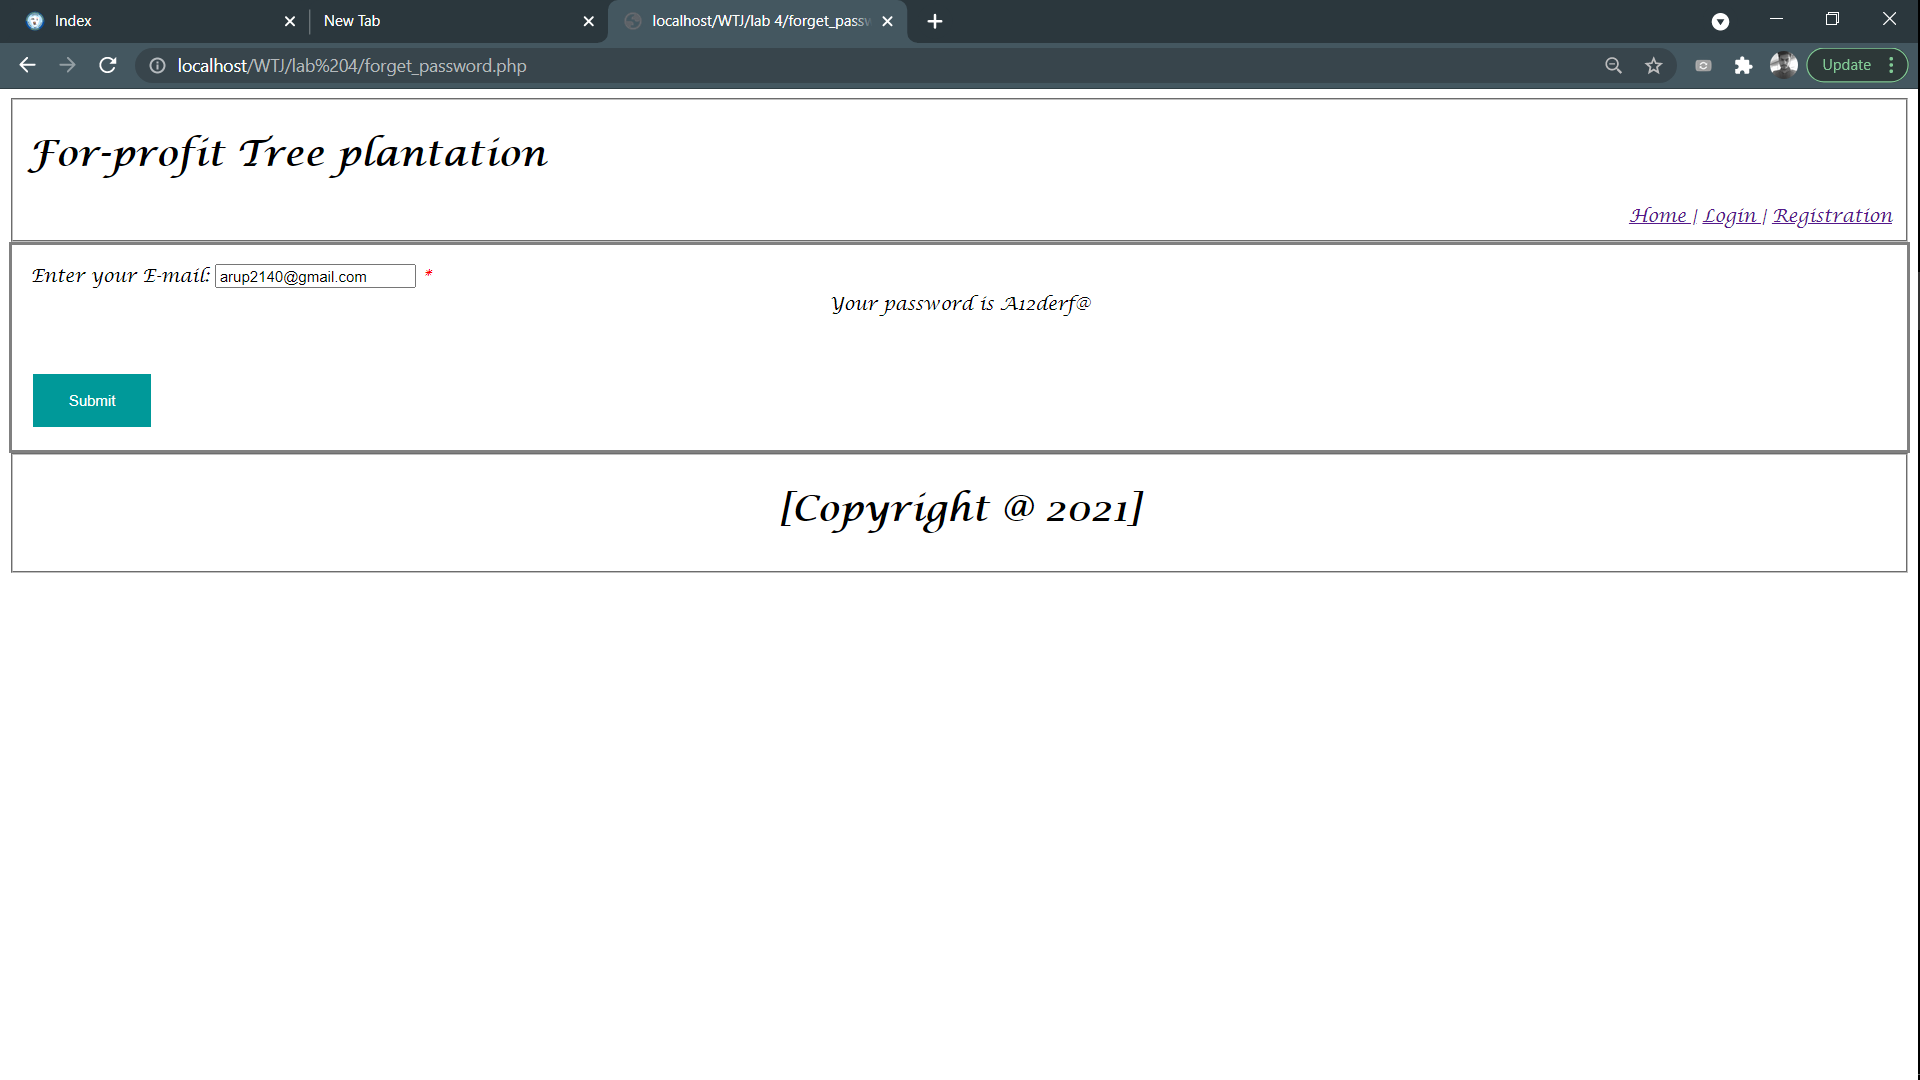 Index
New Tab
localhost/WTJ/lab 4/forget_passw
localhost/WTJ/lab%204/forget_password.php
Update
For-profit Tree plantation
Home | Login | Registration
Enter your E-mail: arup2140@gmail.com *
Your password is A12derf@
Submit
[Copyright @ 2021]